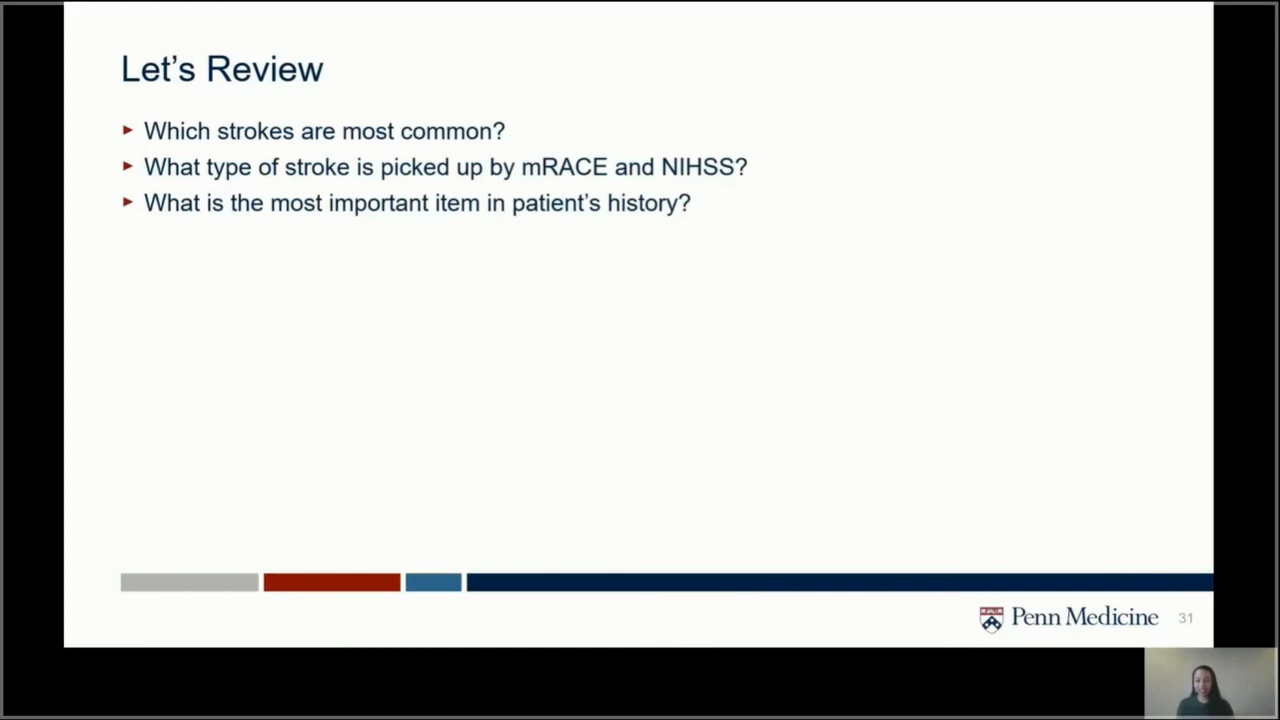 Let's Review
Which strokes are most common?
What type of stroke is picked up by mRACE and NIHSS?
What is the most important item in patient's history?
Penn Medicine 31